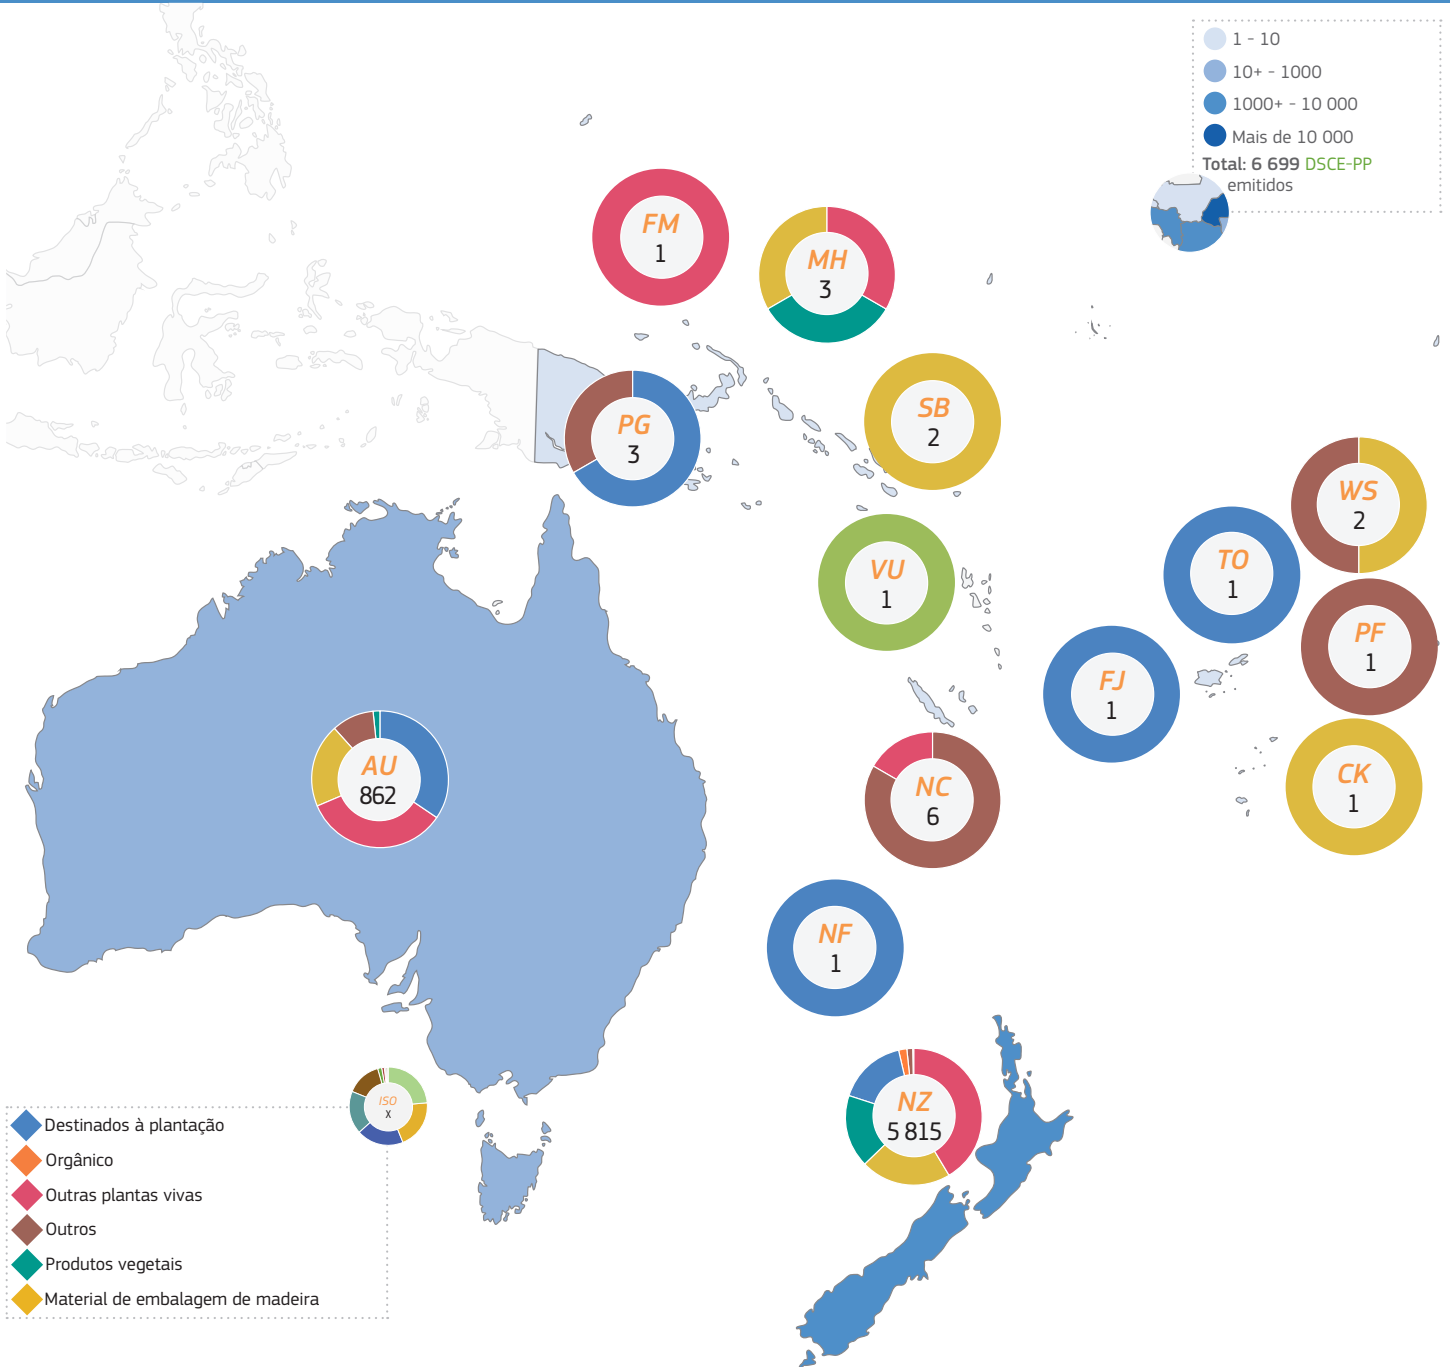 1 - 10
10+ - 1000
1000+ - 10 000
Mais de 10 000
Total: 6 699 DSCE-PP
emitidos
FM
1
MH
3
SB
2
PG
3
WS
2
TO
1
VU
1
PF
1
FJ
1
AU
862
NC
6
CK
1
NF
1
NZ
5 815
ISO
X
Destinados à plantação
Orgânico
Outras plantas vivas
Outros
Produtos vegetais
Material de embalagem de madeira